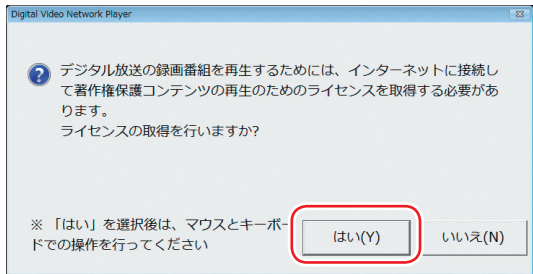 Digital Video Network Player
デジタル放送の録画番組を再生するためには、インターネットに接続し
て著作権保護コンテンツの再生のためのライセンスを取得する必要があ
ります。
ライセンスの取得を行いますか?
※ 「はい」を選択後は、マウスとキーボー
ドでの操作を行ってください
はい(Y)
いいえ(N)